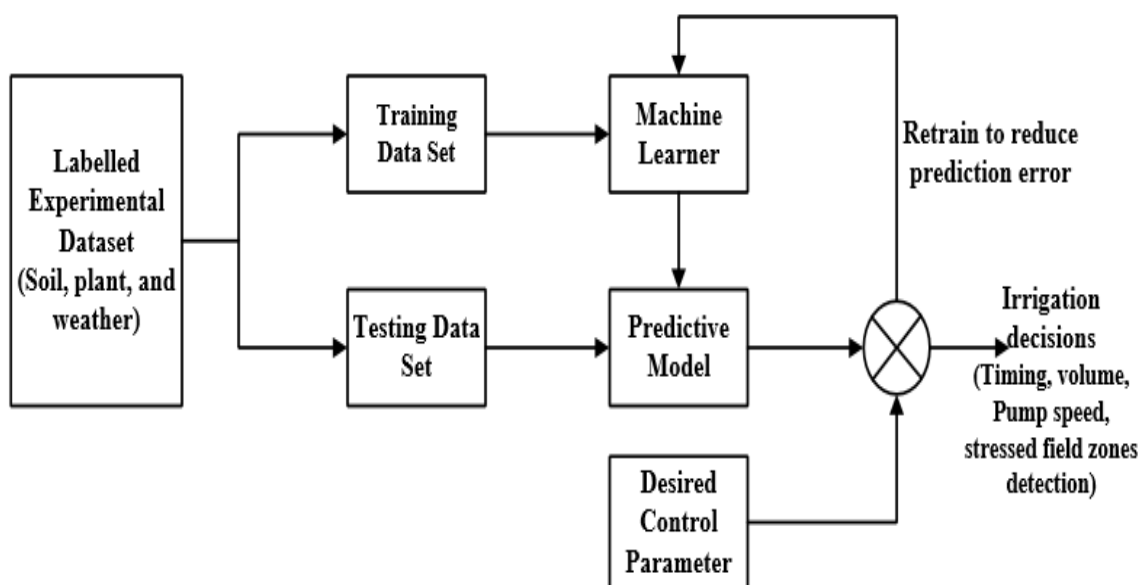 Labelled
Experimental
Dataset
(Soil, plant, and
weather)
Training
Data Set
Testing Data
Set
Machine
Learner
Predictive
Model
Desired
Control
Parameter
Retrain to reduce
prediction error
Irrigation
decisions
(Timing, volume,
Pump speed,
stressed field zones
detection)